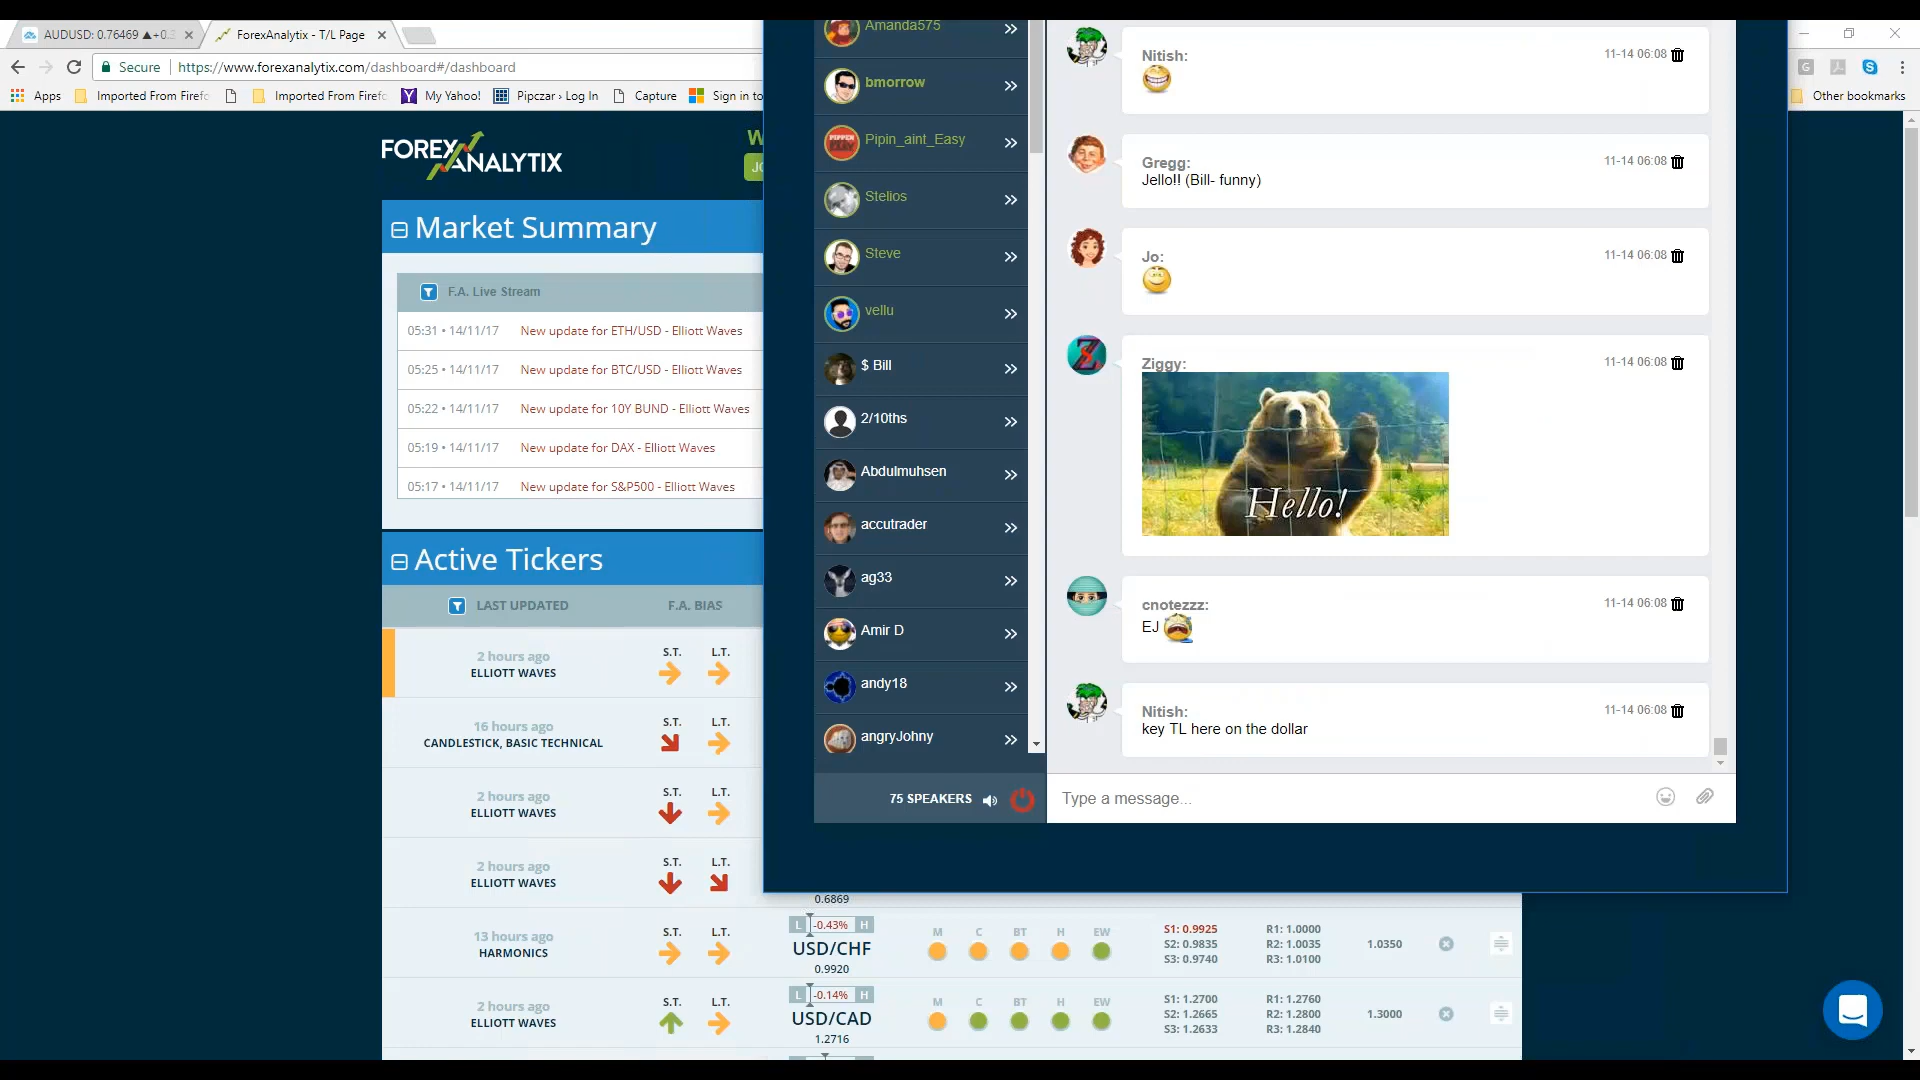 AUDUSD: 0.76469 ▲+0.3
ForexAnalytix - T/L Page
Secure
https://www.forexanalytix.com/dashboard#/dashboard
Apps
Imported From Firefo
Imported From Firefo
My Yahoo!
Pipczar › Log In
Capture
Sign in to
Other bookmarks
FOREX ANALYTIX
W
JO
Market Summary
F.A. Live Stream
05:31 • 14/11/17 New update for ETH/USD - Elliott Waves
05:25 • 14/11/17 New update for BTC/USD - Elliott Waves
05:22 • 14/11/17 New update for 10Y BUND - Elliott Waves
05:19 • 14/11/17 New update for DAX - Elliott Waves
05:17 • 14/11/17 New update for S&P500 - Elliott Waves
Active Tickers
LAST UPDATED F.A. BIAS
2 hours ago
ELLIOTT WAVES
S.T. L.T.
16 hours ago
CANDLESTICK, BASIC TECHNICAL
S.T. L.T.
2 hours ago
ELLIOTT WAVES
S.T. L.T.
2 hours ago
ELLIOTT WAVES
S.T. L.T.
0.6869
13 hours ago
HARMONICS
S.T. L.T.
L -0.43% H
USD/CHF
0.9920
M C BT H EW
S1: 0.9925 R1: 1.0000
S2: 0.9835 R2: 1.0035
S3: 0.9740 R3: 1.0100
1.0350
2 hours ago
ELLIOTT WAVES
S.T. L.T.
L -0.14% H
USD/CAD
1.2716
M C BT H EW
S1: 1.2700 R1: 1.2760
S2: 1.2665 R2: 1.2800
S3: 1.2633 R3: 1.2840
1.3000
Amanda575
bmorrow
Pipin_aint_Easy
Stelios
Steve
vellu
$ Bill
2/10ths
Abdulmuhsen
accutrader
ag33
Amir D
andy18
angryJohny
75 SPEAKERS
Nitish:
11-14 06:08
Gregg:
11-14 06:08
Jello!! (Bill- funny)
Jo:
11-14 06:08
Ziggy:
11-14 06:08
Hello!
cnotezzz:
11-14 06:08
EJ
Nitish:
11-14 06:08
key TL here on the dollar
Type a message...